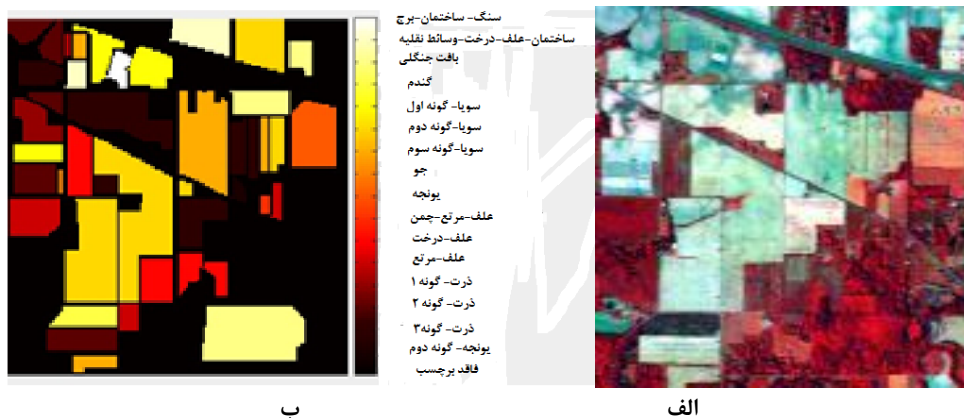 سنگ- ساختمان-برج
ساختمان-علف-درخت-وسائط نقلیه
بافت جنگلی
گندم
سویا- گونه اول
سویا-گونه دوم
سویا-گونه سوم
جو
یونجه
علف-مرتع-چمن
علف-درخت
علف-مرتع
ذرت- گونه ۱
ذرت- گونه ۲
ذرت- گونه۳
یونجه- گونه دوم
فاقد برچسب
الف
ب